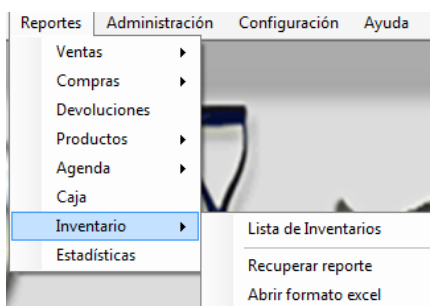 Reportes Administración Configuración Ayuda
Ventas
Compras
Devoluciones
Productos
Agenda
Caja
Inventario
Estadísticas
Lista de Inventarios
Recuperar reporte
Abrir formato excel